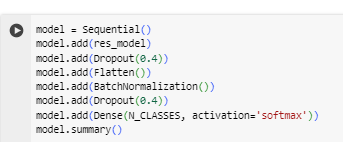 model = Sequential()
model.add(res_model)
model.add(Dropout(0.4))
model.add(Flatten())
model.add(BatchNormalization())
model.add(Dropout(0.4))
model.add(Dense(N_CLASSES, activation='softmax'))
model.summary()